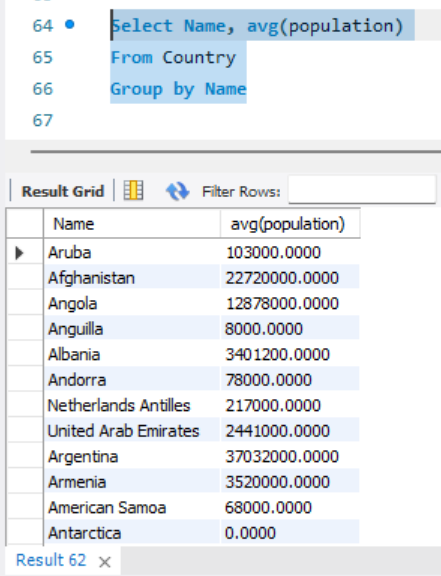 64 Select Name, avg(population)
65 From Country
66 Group by Name
67
Result Grid Filter Rows:
Name avg(population)
Aruba 103000.0000
Afghanistan 22720000.0000
Angola 12878000.0000
Anguilla 8000.0000
Albania 3401200.0000
Andorra 78000.0000
Netherlands Antilles 217000.0000
United Arab Emirates 2441000.0000
Argentina 37032000.0000
Armenia 3520000.0000
American Samoa 68000.0000
Antarctica 0.0000
Result 62 ×